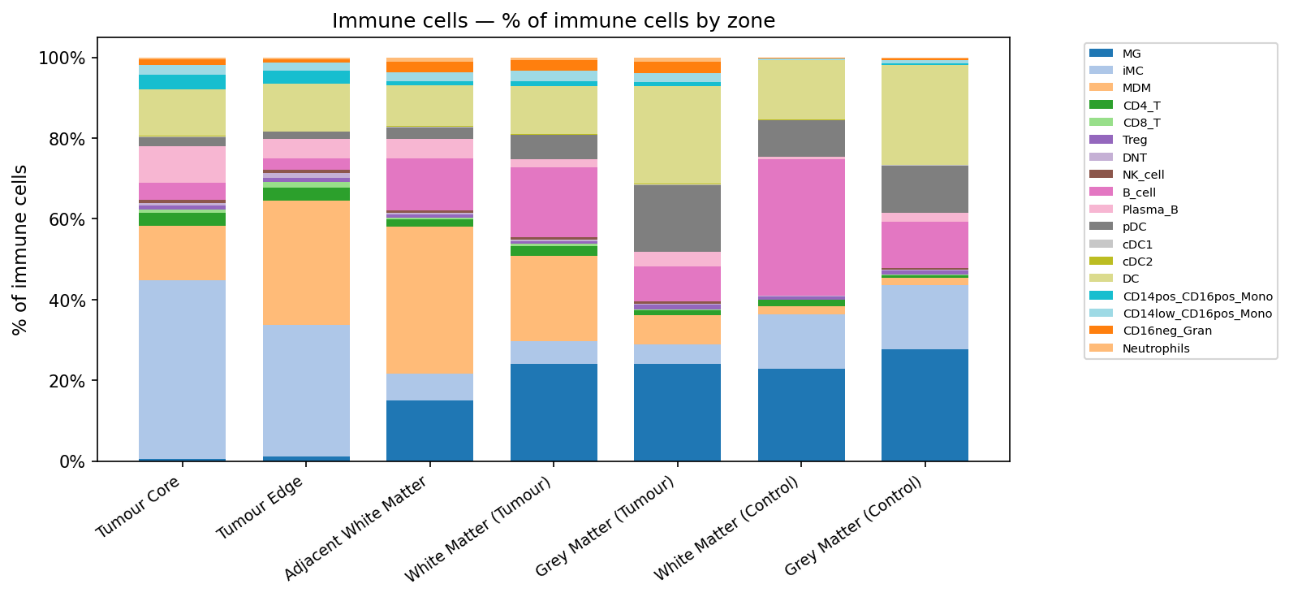 Immune cells — % of immune cells by zone
% of immune cells
100%
80%
60%
40%
20%
0%
Tumour Core
Tumour Edge
Adjacent White Matter
White Matter (Tumour)
Grey Matter (Tumour)
White Matter (Control)
Grey Matter (Control)
MG
iMC
MDM
CD4_T
CD8_T
Treg
DNT
NK_cell
B_cell
Plasma_B
pDC
cDC1
cDC2
DC
CD14pos_CD16pos_Mono
CD14low_CD16pos_Mono
CD16neg_Gran
Neutrophils